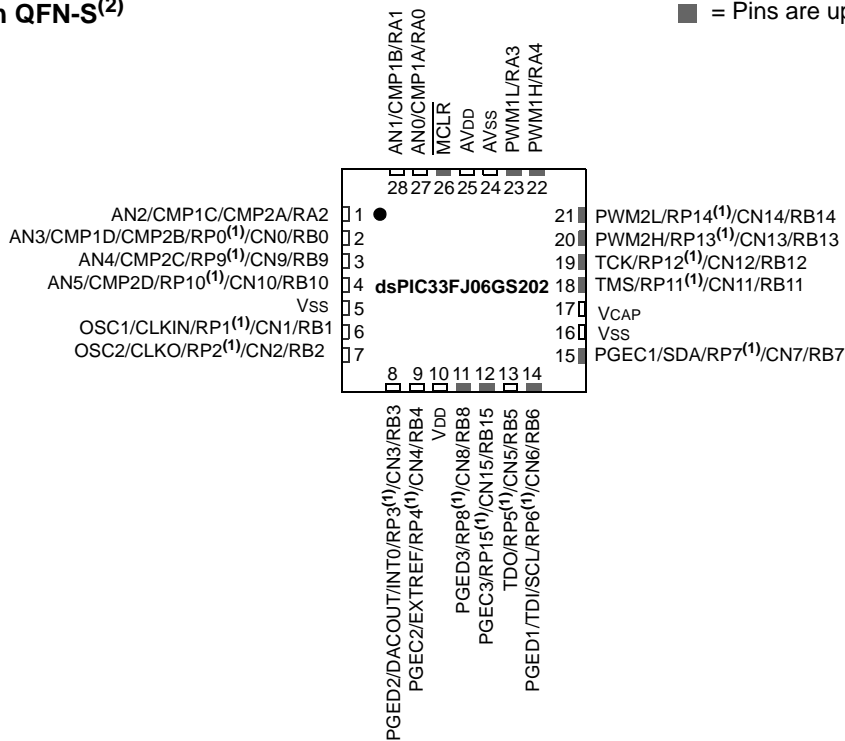 QFN-S(2)
= Pins are up
AN1/CMP1B/RA1
AN0/CMP1A/RA0
MCLR
AVDD
AVSS
PWM1L/RA3
PWM1H/RA4
28 27 26 25 24 23 22
AN2/CMP1C/CMP2A/RA2 1
AN3/CMP1D/CMP2B/RP0(1)/CN0/RB0 2
AN4/CMP2C/RP9(1)/CN9/RB9 3
AN5/CMP2D/RP10(1)/CN10/RB10 4
VSS 5
OSC1/CLKIN/RP1(1)/CN1/RB1 6
OSC2/CLKO/RP2(1)/CN2/RB2 7
dsPIC33FJ06GS202
21 PWM2L/RP14(1)/CN14/RB14
20 PWM2H/RP13(1)/CN13/RB13
19 TCK/RP12(1)/CN12/RB12
18 TMS/RP11(1)/CN11/RB11
17 VCAP
16 VSS
15 PGEC1/SDA/RP7(1)/CN7/RB7
8 9 10 11 12 13 14
PGED2/DACOUT/INT0/RP3(1)/CN3/RB3
PGEC2/EXTREF/RP4(1)/CN4/RB4
VDD
PGED3/RP8(1)/CN8/RB8
PGEC3/RP15(1)/CN15/RB15
TDO/RP5(1)/CN5/RB5
PGED1/TDI/SCL/RP6(1)/CN6/RB6